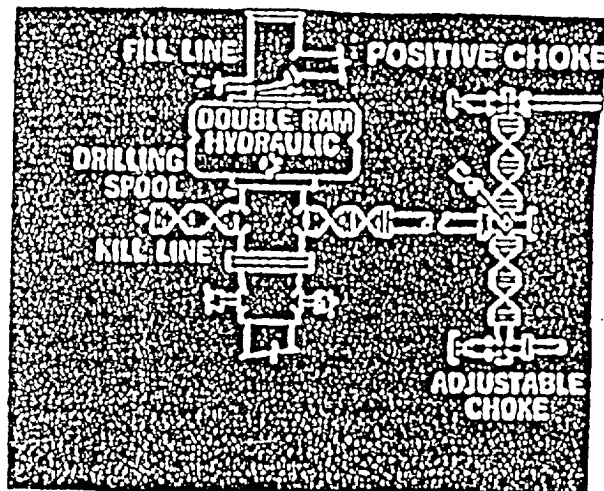 FILL LINE
POSITIVE CHOKE
DOUBLE RAM
HYDRAULIC
DRILLING
SPOOL
KILL LINE
ADJUSTABLE
CHOKE